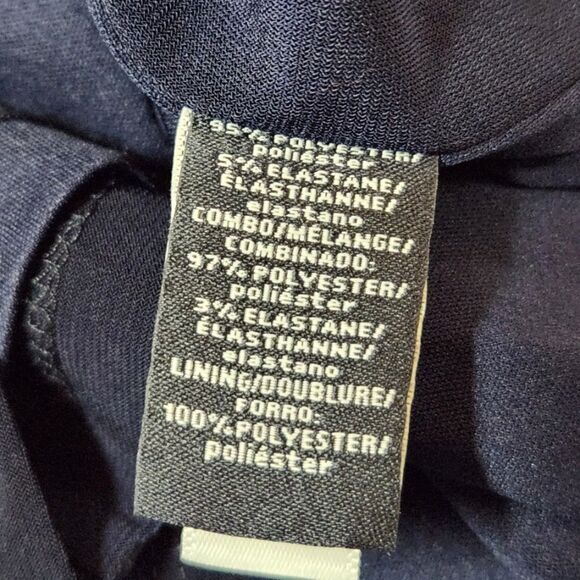 95% POLYESTER/
poliéster
5% ELASTANE/
ÉLASTHANNE/
elastano
COMBO/MÉLANGE/
COMBINADO.
97% POLYESTER/
poliéster
3% ELASTANE/
ÉLASTHANNE/
elastano
LINING/DOUBLURE/
FORRO.
100% POLYESTER/
poliéster